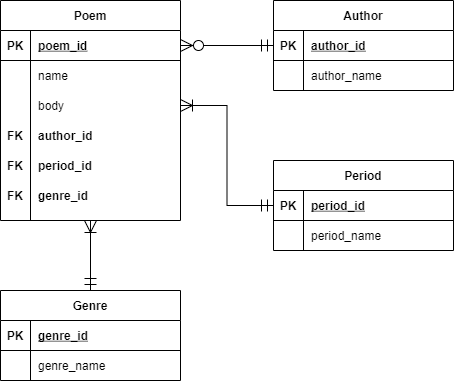 Poem
PK poem_id
name
body
FK author_id
FK period_id
FK genre_id
Author
PK author_id
author_name
Period
PK period_id
period_name
Genre
PK genre_id
genre_name